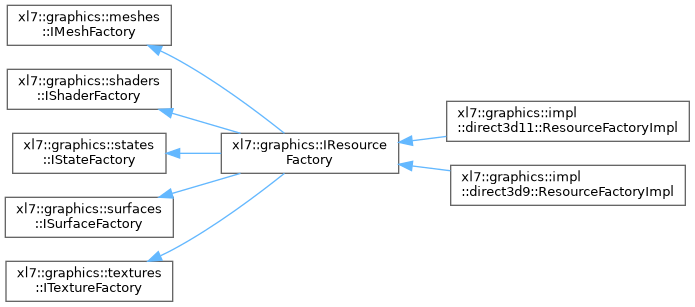 xl7::graphics::meshes
::IMeshFactory
xl7::graphics::shaders
::IShaderFactory
xl7::graphics::states
::IStateFactory
xl7::graphics::surfaces
::ISurfaceFactory
xl7::graphics::textures
::ITextureFactory
xl7::graphics::IResource
Factory
xl7::graphics::impl
::direct3d11::ResourceFactoryImpl
xl7::graphics::impl
::direct3d9::ResourceFactoryImpl